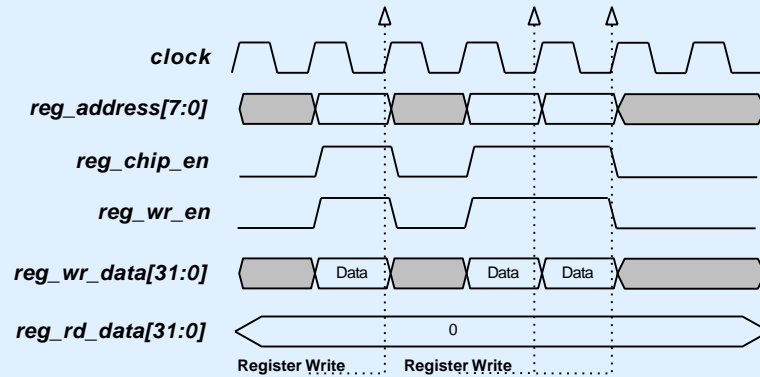 clock
reg_address[7:0]
reg_chip_en
reg_wr_en
reg_wr_data[31:0] Data Data Data
reg_rd_data[31:0] 0
Register Write Register Write